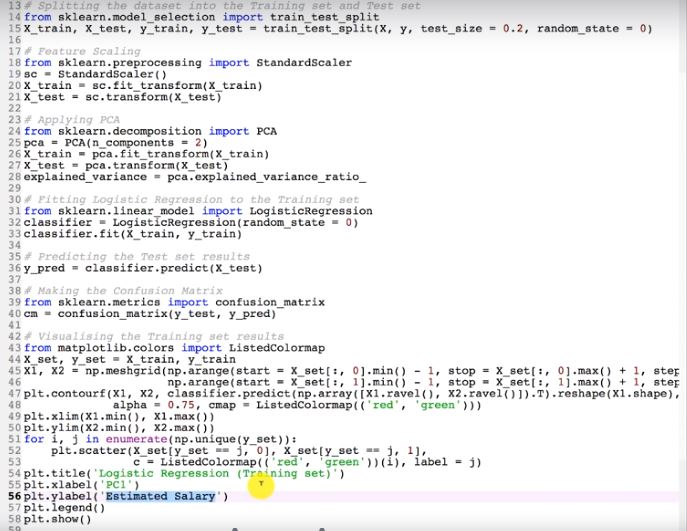 13 # Splitting the dataset into the Training set and Test set
14 from sklearn.model_selection import train_test_split
15 X_train, X_test, y_train, y_test = train_test_split(X, y, test_size = 0.2, random_state = 0)
16
17 # Feature Scaling
18 from sklearn.preprocessing import StandardScaler
19 sc = StandardScaler()
20 X_train = sc.fit_transform(X_train)
21 X_test = sc.transform(X_test)
22
23 # Applying PCA
24 from sklearn.decomposition import PCA
25 pca = PCA(n_components = 2)
26 X_train = pca.fit_transform(X_train)
27 X_test = pca.transform(X_test)
28 explained_variance = pca.explained_variance_ratio_
29
30 # Fitting Logistic Regression to the Training set
31 from sklearn.linear_model import LogisticRegression
32 classifier = LogisticRegression(random_state = 0)
33 classifier.fit(X_train, y_train)
34
35 # Predicting the Test set results
36 y_pred = classifier.predict(X_test)
37
38 # Making the Confusion Matrix
39 from sklearn.metrics import confusion_matrix
40 cm = confusion_matrix(y_test, y_pred)
41
42 # Visualising the Training set results
43 from matplotlib.colors import ListedColormap
44 X_set, y_set = X_train, y_train
45 X1, X2 = np.meshgrid(np.arange(start = X_set[:, 0].min() - 1, stop = X_set[:, 0].max() + 1, step
46 np.arange(start = X_set[:, 1].min() - 1, stop = X_set[:, 1].max() + 1, step
47 plt.contourf(X1, X2, classifier.predict(np.array([X1.ravel(), X2.ravel()]).T).reshape(X1.shape),
48 alpha = 0.75, cmap = ListedColormap(('red', 'green')))
49 plt.xlim(X1.min(), X1.max())
50 plt.ylim(X2.min(), X2.max())
51 for i, j in enumerate(np.unique(y_set)):
52 plt.scatter(X_set[y_set == j, 0], X_set[y_set == j, 1],
53 c = ListedColormap(('red', 'green'))(i), label = j)
54 plt.title('Logistic Regression (Training set)')
55 plt.xlabel('PC1')
56 plt.ylabel('Estimated Salary')
57 plt.legend()
58 plt.show()
59